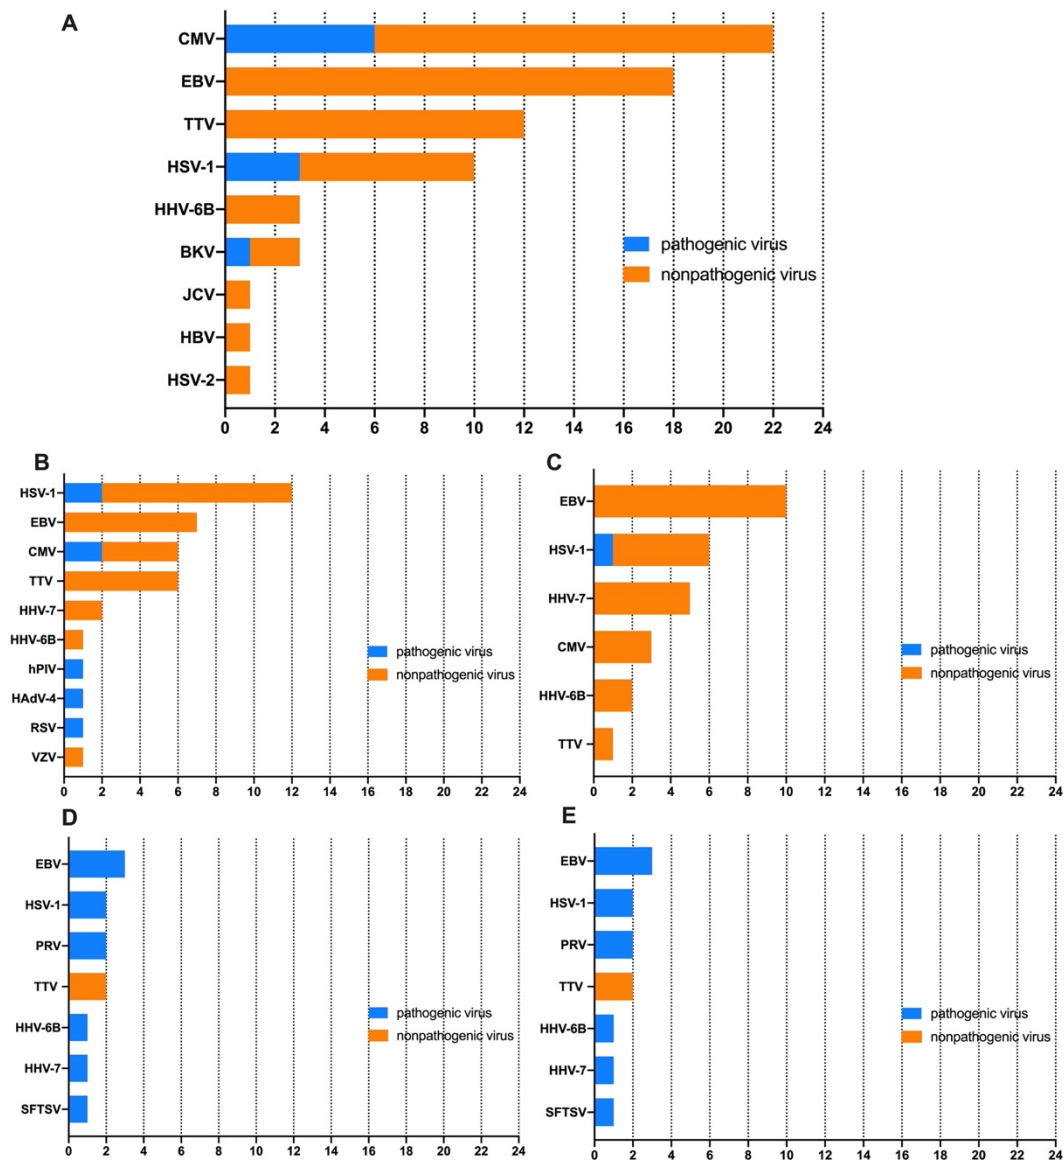 A
CMV
EBV
TTV
HSV-1
HHV-6B
BKV
JCV
HBV
HSV-2
pathogenic virus
nonpathogenic virus
0 2 4 6 8 10 12 14 16 18 20 22 24
B
HSV-1
EBV
CMV
TTV
HHV-7
HHV-6B
hPIV
HAdV-4
RSV
VZV
pathogenic virus
nonpathogenic virus
0 2 4 6 8 10 12 14 16 18 20 22 24
C
EBV
HSV-1
HHV-7
CMV
HHV-6B
TTV
pathogenic virus
nonpathogenic virus
0 2 4 6 8 10 12 14 16 18 20 22 24
D
EBV
HSV-1
PRV
TTV
HHV-6B
HHV-7
SFTSV
pathogenic virus
nonpathogenic virus
0 2 4 6 8 10 12 14 16 18 20 22 24
E
EBV
HSV-1
PRV
TTV
HHV-6B
HHV-7
SFTSV
pathogenic virus
nonpathogenic virus
0 2 4 6 8 10 12 14 16 18 20 22 24